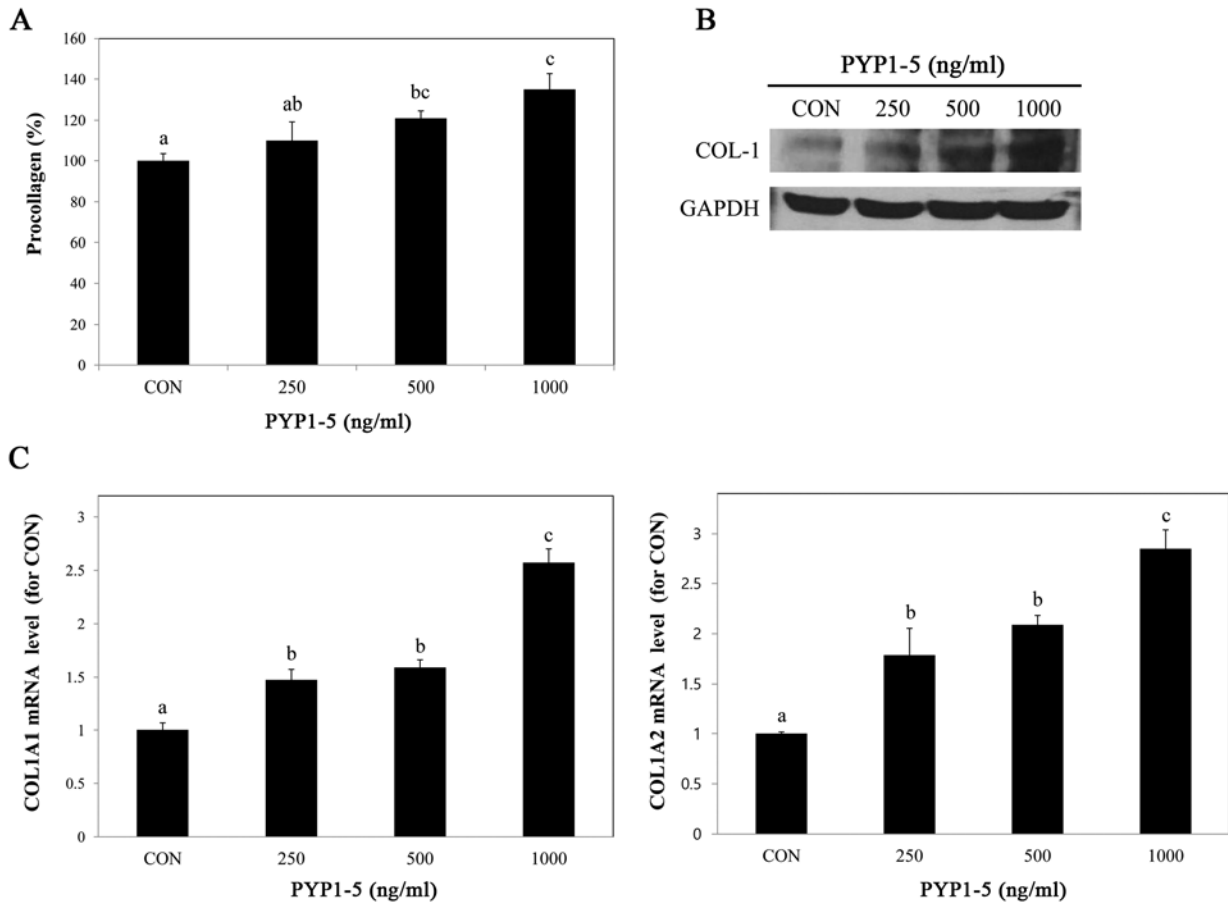 A
Procollagen (%)
160
140
120
100
80
60
40
20
0
a
ab
bc
c
CON 250 500 1000
PYP1-5 (ng/ml)
B
PYP1-5 (ng/ml)
CON 250 500 1000
COL-1
GAPDH
C
COL1A1 mRNA level (for CON)
3
2.5
2
1.5
1
0.5
0
a
b
b
c
CON 250 500 1000
PYP1-5 (ng/ml)
COL1A2 mRNA level (for CON)
3
2.5
2
1.5
1
0.5
0
a
b
b
c
CON 250 500 1000
PYP1-5 (ng/ml)